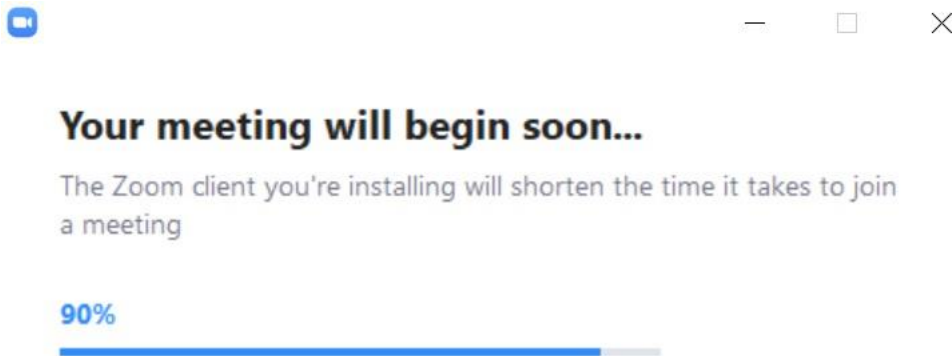 Your meeting will begin soon...
The Zoom client you're installing will shorten the time it takes to join
a meeting
90%